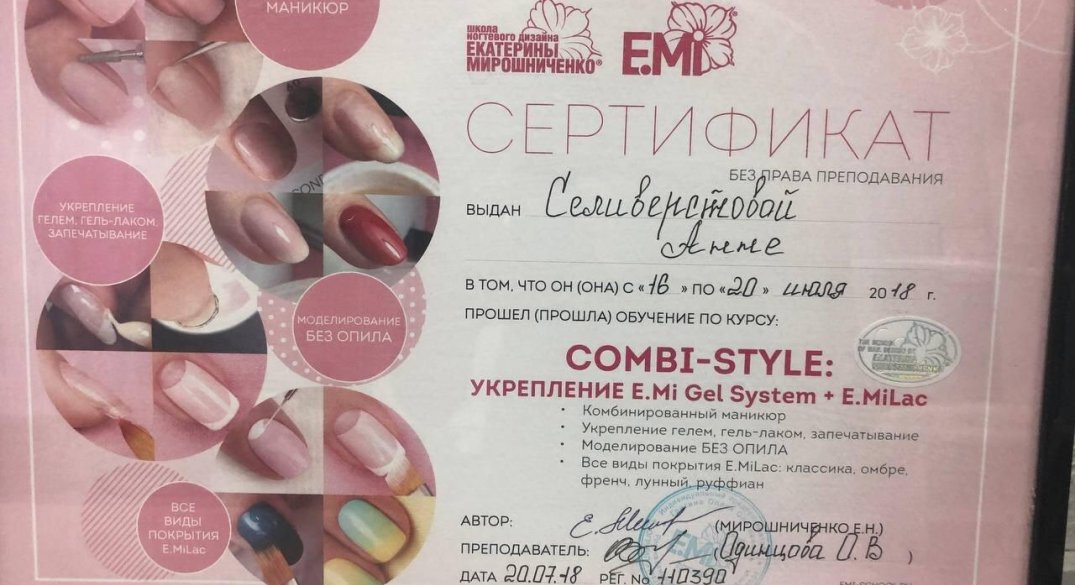 МАНИКЮР
школа
ногтевого дизайна
ЕКАТЕРИНЫ
МИРОШНИЧЕНКО®
E.Mi®
СЕРТИФИКАТ
БЕЗ ПРАВА ПРЕПОДАВАНИЯ
ВЫДАН Селиверстовой
Анне
В ТОМ, ЧТО ОН (ОНА) С «16» ПО «20» июля 2018 г.
ПРОШЕЛ (ПРОШЛА) ОБУЧЕНИЕ ПО КУРСУ:
COMBI-STYLE:
УКРЕПЛЕНИЕ E.Mi Gel System + E.MiLac
• Комбинированный маникюр
• Укрепление гелем, гель-лаком, запечатывание
• Моделирование БЕЗ ОПИЛА
• Все виды покрытия E.MiLac: классика, омбре,
френч, лунный, руффиан
УКРЕПЛЕНИЕ
ГЕЛЕМ, ГЕЛЬ-ЛАКОМ,
ЗАПЕЧАТЫВАНИЕ
МОДЕЛИРОВАНИЕ
БЕЗ ОПИЛА
ВСЕ
ВИДЫ
ПОКРЫТИЯ
E.MiLac
АВТОР: (МИРОШНИЧЕНКО Е.Н.)
ПРЕПОДАВАТЕЛЬ: (Одинцова О.В)
ДАТА 20.07.18 РЕГ. № 110390
E.Mi